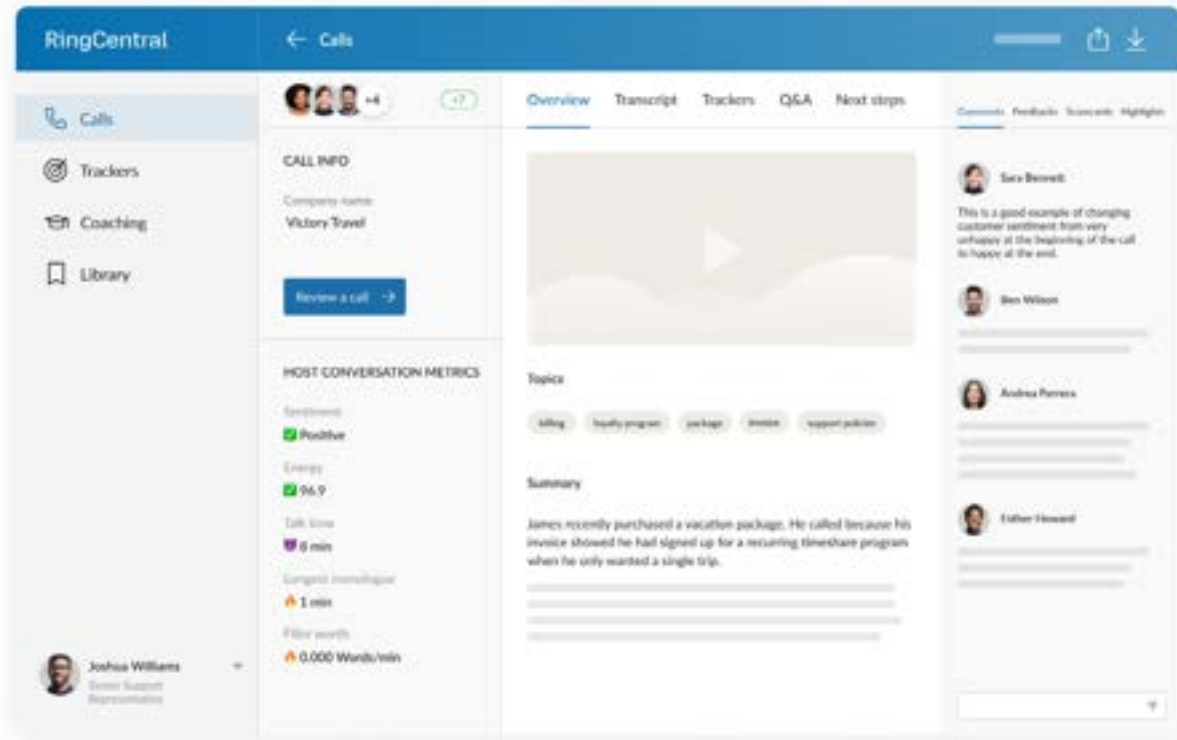 RingCentral
← Calls
Calls
Trackers
Coaching
Library
Joshua Williams
Senior Support
Representative
+4
+7
CALL INFO
Company name
Victory Travel
Review a call →
HOST CONVERSATION METRICS
Sentiment
Positive
Energy
96.9
Talk time
6 min
Longest monologue
1 min
Filler words
0.000 Words/min
Overview Transcript Trackers Q&A Next steps
Topics
billing loyalty program package invoice support policies
Summary
James recently purchased a vacation package. He called because his
invoice showed he had signed up for a recurring timeshare program
when he only wanted a single trip.
Comments Feedbacks Scorecards Highlights
Sara Bennett
This is a good example of changing
customer sentiment from very
unhappy at the beginning of the call
to happy at the end.
Ben Wilson
Andrea
Esther Howard